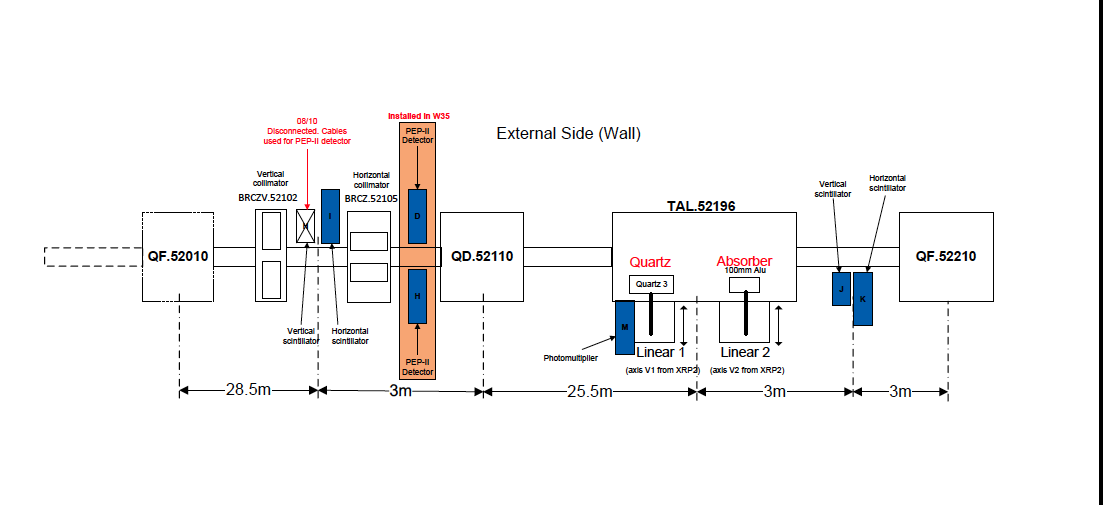 08/10
Disconnected. Cables
used for PEP-II detector
Installed in W35
PEP-II
Detector
External Side (Wall)
Vertical
collimator
BRCZV.52102
Horizontal
collimator
BRCZ.52105
H
I
D
QF.52010
QD.52110
H
PEP-II
Detector
Vertical
scintillator
Horizontal
scintillator
TAL.52196
Quartz
Quartz 3
Absorber
100mm Alu
M
Photomultiplier
Linear 1
(axis V1 from XRP2)
Linear 2
(axis V2 from XRP2)
Vertical
scintillator
Horizontal
scintillator
J
K
QF.52210
28.5m
3m
25.5m
3m
3m